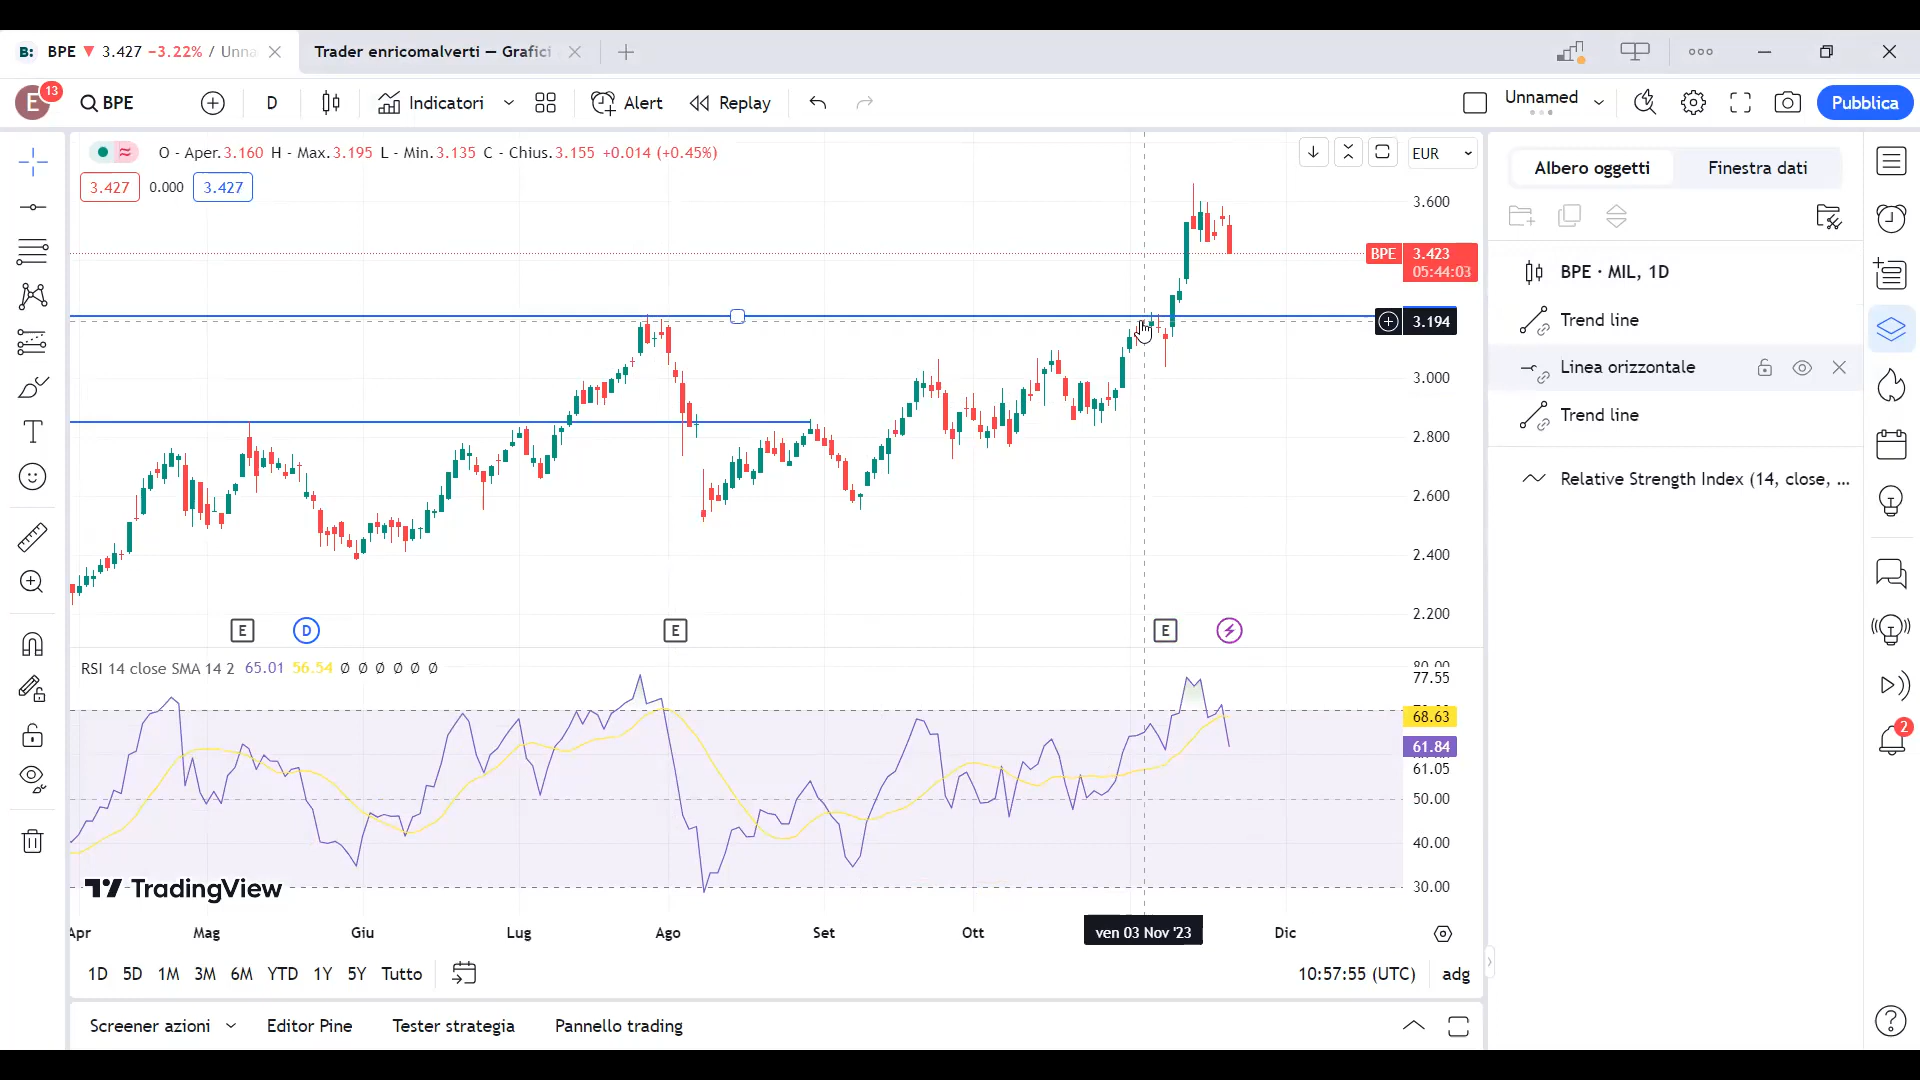 BPE 3.427 −3.22% / Unna
Trader enricomalverti — Grafici
E 13 BPE D Indicatori Alert Replay Unnamed Pubblica
O - Aper.3.160 H - Max.3.195 L - Min.3.135 C - Chius.3.155 +0.014 (+0.45%)
EUR
3.427 0.000 3.427
3.600
BPE 3.423
05:44:03
3.194
3.000
2.800
2.600
2.400
2.200
E D E E
RSI 14 close SMA 14 2 65.01 56.54 Ø Ø Ø Ø Ø Ø
80.00
77.55
68.63
61.84
61.05
50.00
40.00
30.00
TradingView
Apr Mag Giu Lug Ago Set Ott ven 03 Nov '23 Dic
1D 5D 1M 3M 6M YTD 1Y 5Y Tutto 10:57:55 (UTC) adg
Screener azioni Editor Pine Tester strategia Pannello trading
Albero oggetti Finestra dati
BPE · MIL, 1D
Trend line
Linea orizzontale
Trend line
Relative Strength Index (14, close, ...
2